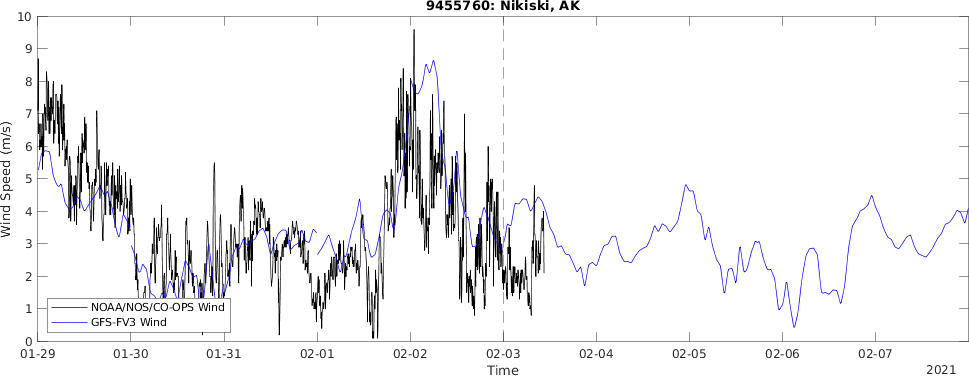 9455760: Nikiski, AK
10
9
8
7
6
5
4
3
2
1
0
Wind Speed (m/s)
NOAA/NOS/CO-OPS Wind
GFS-FV3 Wind
01-29 01-30 01-31 02-01 02-02 02-03 02-04 02-05 02-06 02-07
Time
2021